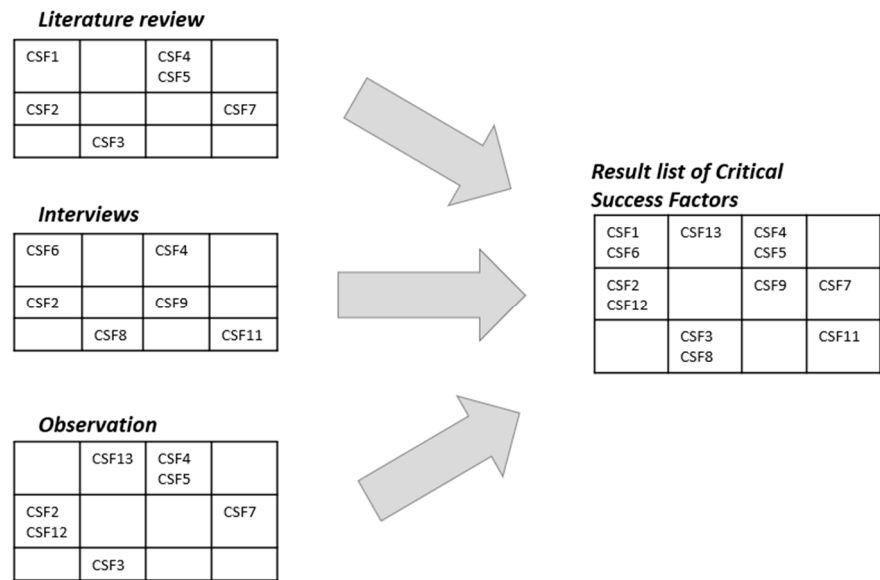 Literature review
CSF1
CSF4
CSF5
CSF2
CSF7
CSF3
Interviews
CSF6
CSF4
CSF2
CSF9
CSF8
CSF11
Observation
CSF13
CSF4
CSF5
CSF2
CSF12
CSF7
CSF3
Result list of Critical
Success Factors
CSF1
CSF6
CSF13
CSF4
CSF5
CSF2
CSF12
CSF9
CSF7
CSF3
CSF8
CSF11